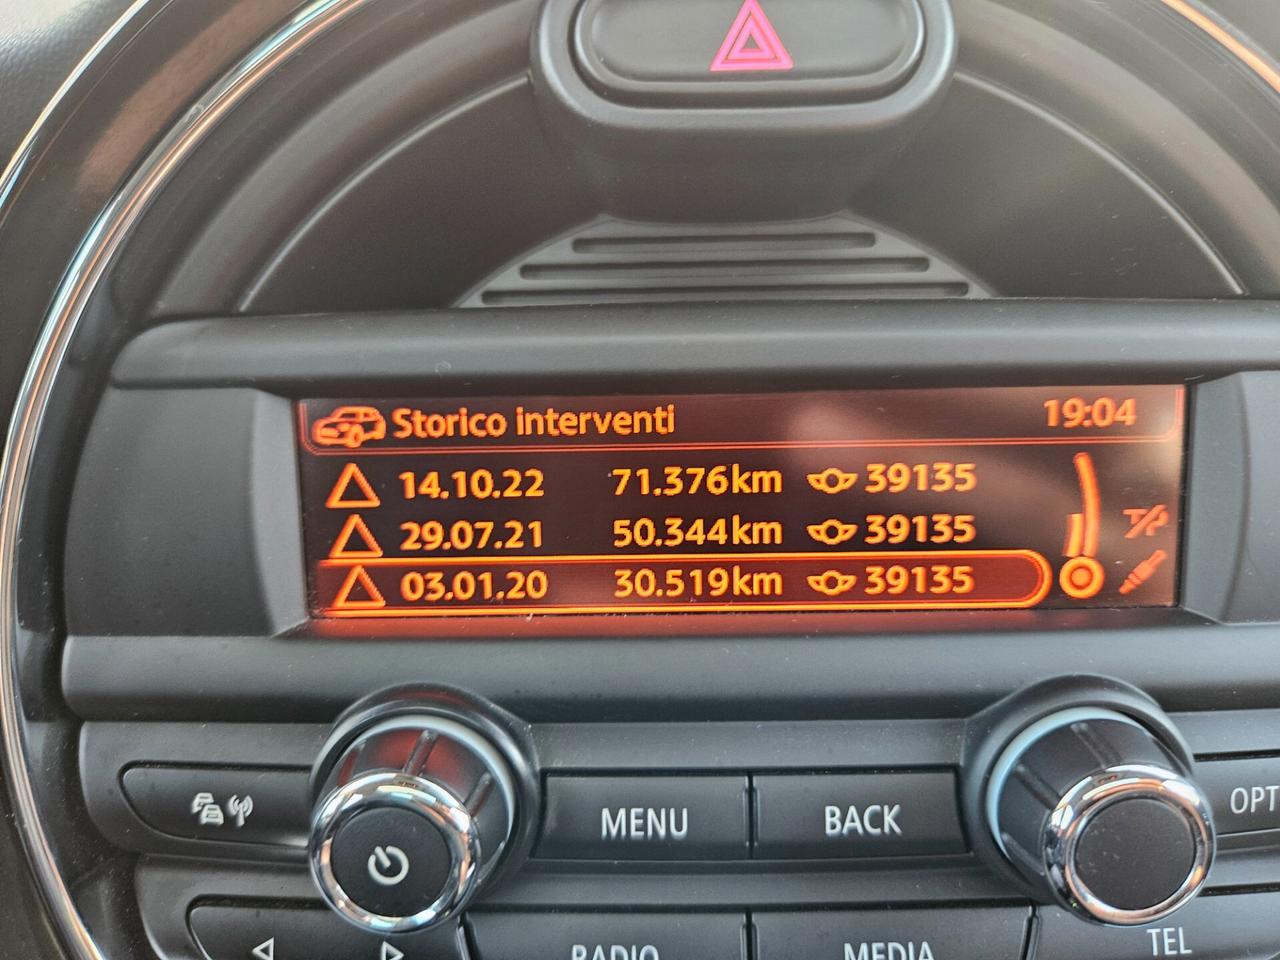 Storico interventi 19:04
14.10.22 71.376km 39135
29.07.21 50.344km 39135
03.01.20 30.519km 39135
MENU BACK OPT
RADIO MEDIA TEL